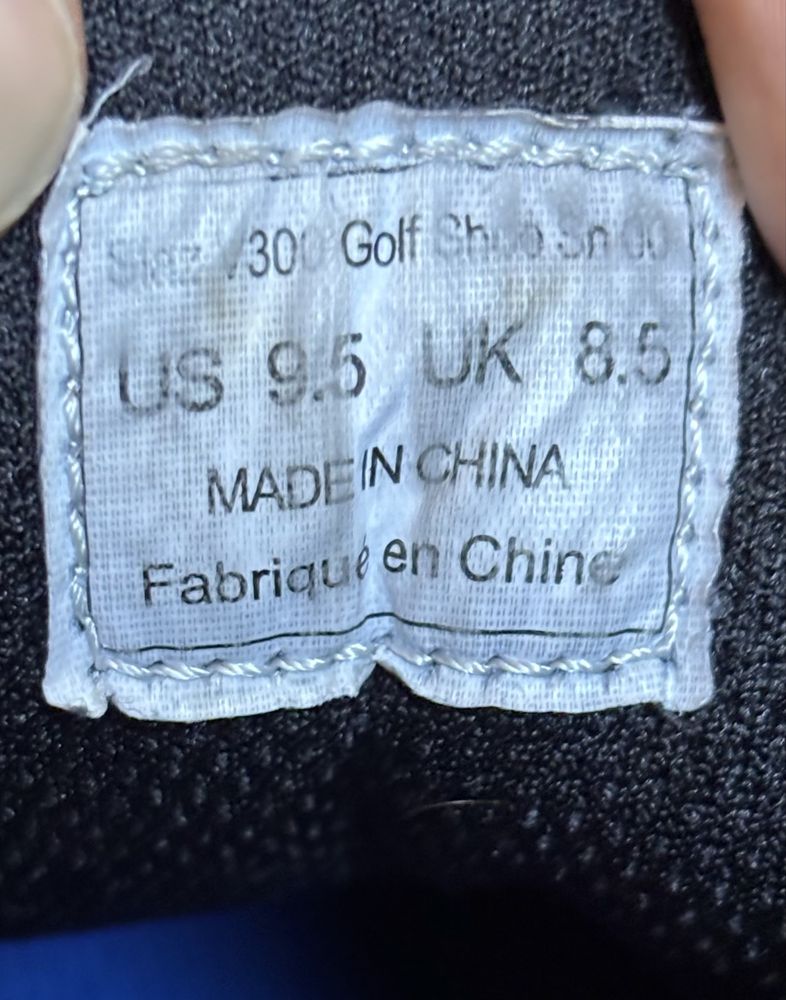 Golf
US 9.5 UK 8.5
MADE IN CHINA
Fabriqué en Chine